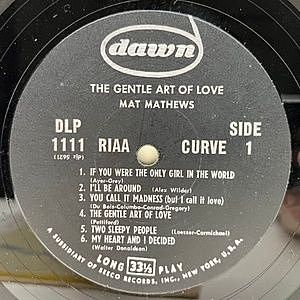 dawn
THE GENTLE ART OF LOVE
MAT MATHEWS
DLP SIDE
1111 RIAA CURVE 1
1. IF YOU WERE THE ONLY GIRL IN THE WORLD
(Ayer-Grey)
2. I'LL BE AROUND (Alex Wilder)
3. YOU CALL IT MADNESS (but I call it love)
(Du Bois-Columbo-Conrad-Gregory)
4. THE GENTLE ART OF LOVE
(Pettiford)
5. TWO SLEEPY PEOPLE (Loesser-Carmichael)
6. MY HEART AND I DECIDED
(Walter Donaldson)
LONG 33⅓ PLAY
A SUBSIDIARY OF SEECO RECORDS, INC., NEW YORK, U.S.A.